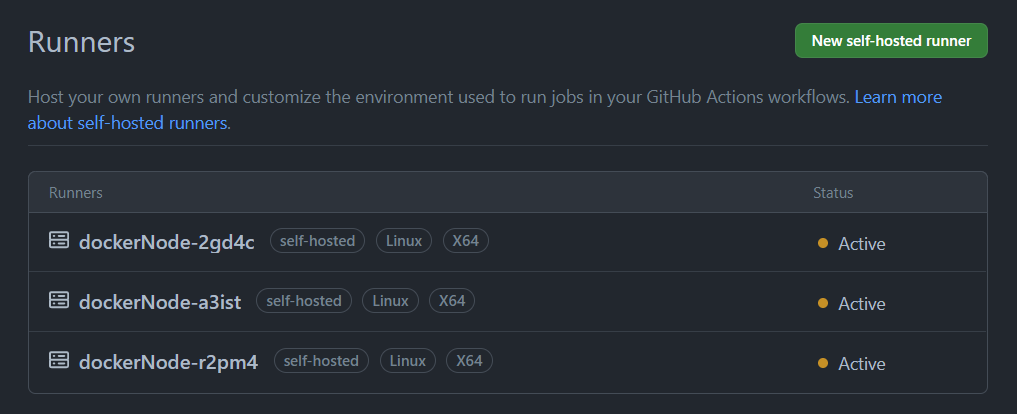 Runners
New self-hosted runner
Host your own runners and customize the environment used to run jobs in your GitHub Actions workflows. Learn more
about self-hosted runners.
Runners Status
dockerNode-2gd4c self-hosted Linux X64 Active
dockerNode-a3ist self-hosted Linux X64 Active
dockerNode-r2pm4 self-hosted Linux X64 Active